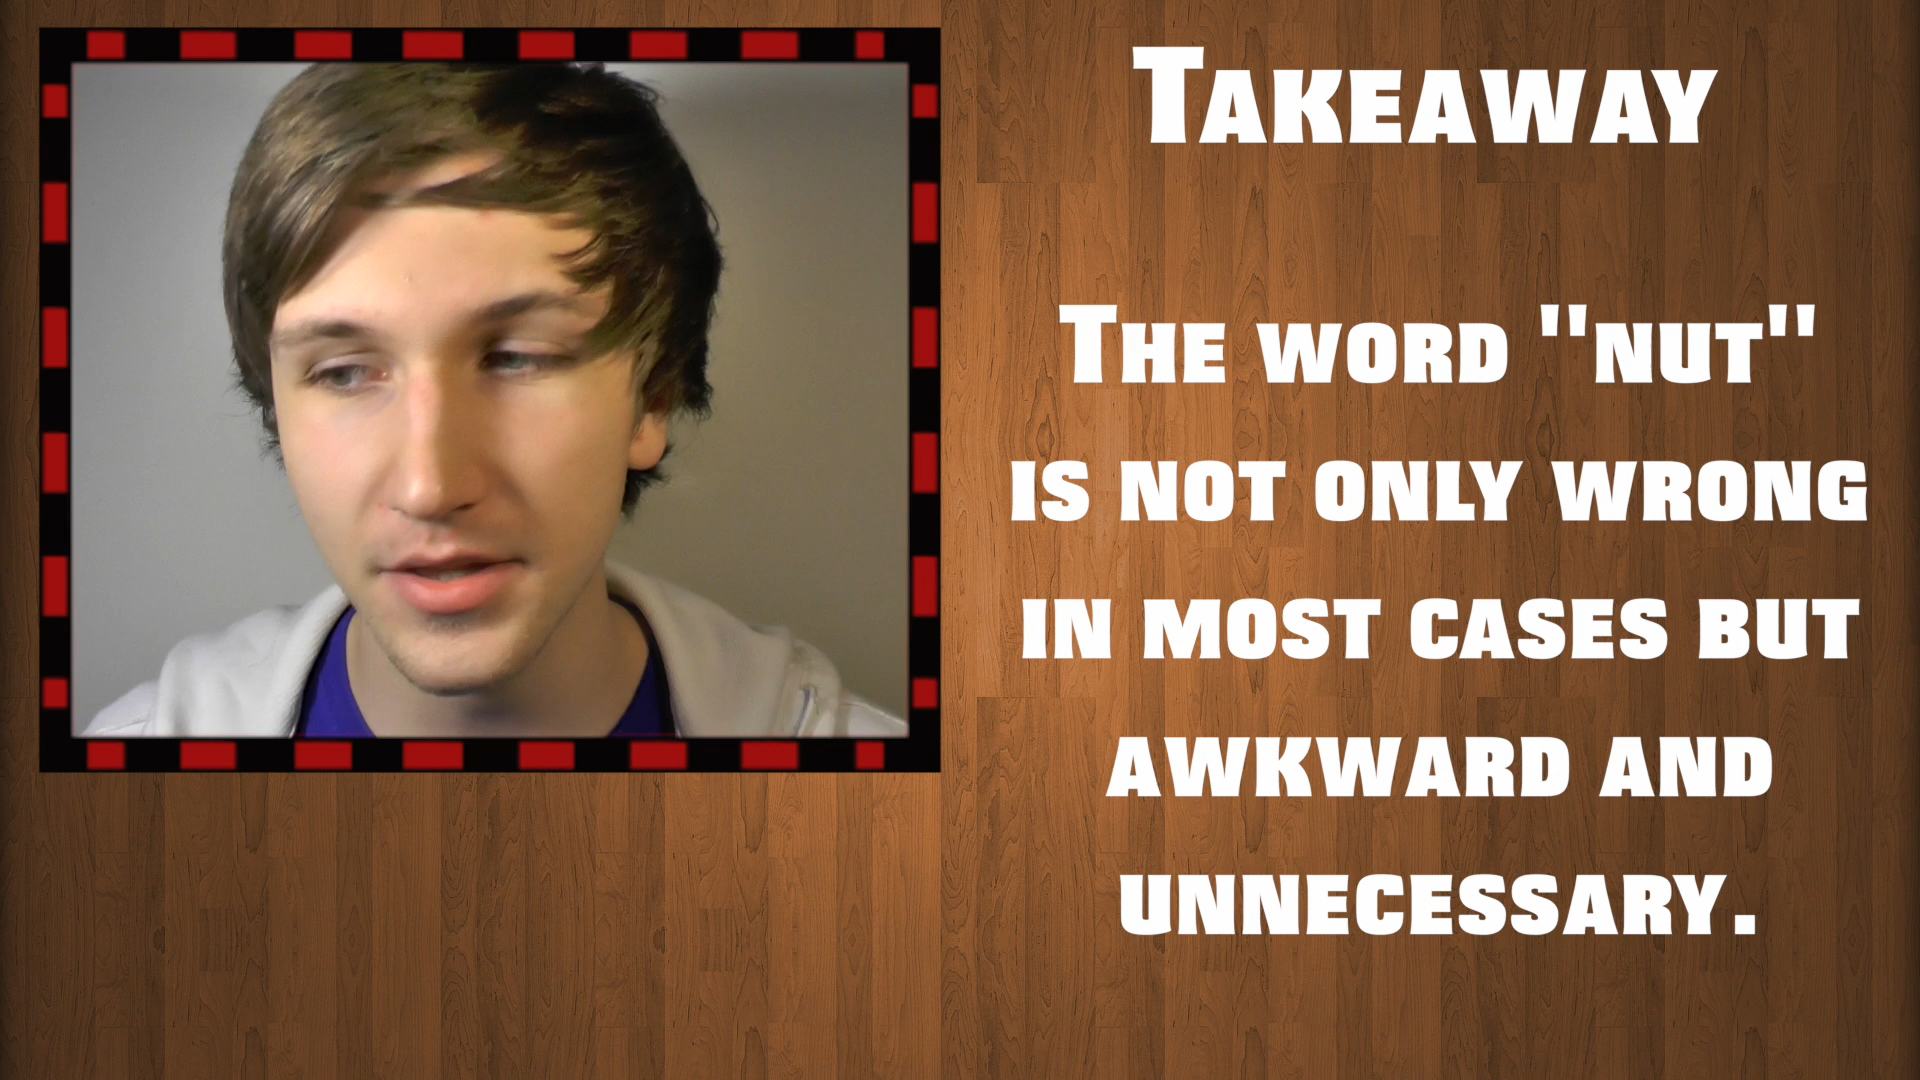 Takeaway
The word "nut"
is not only wrong
in most cases but
awkward and
unnecessary.